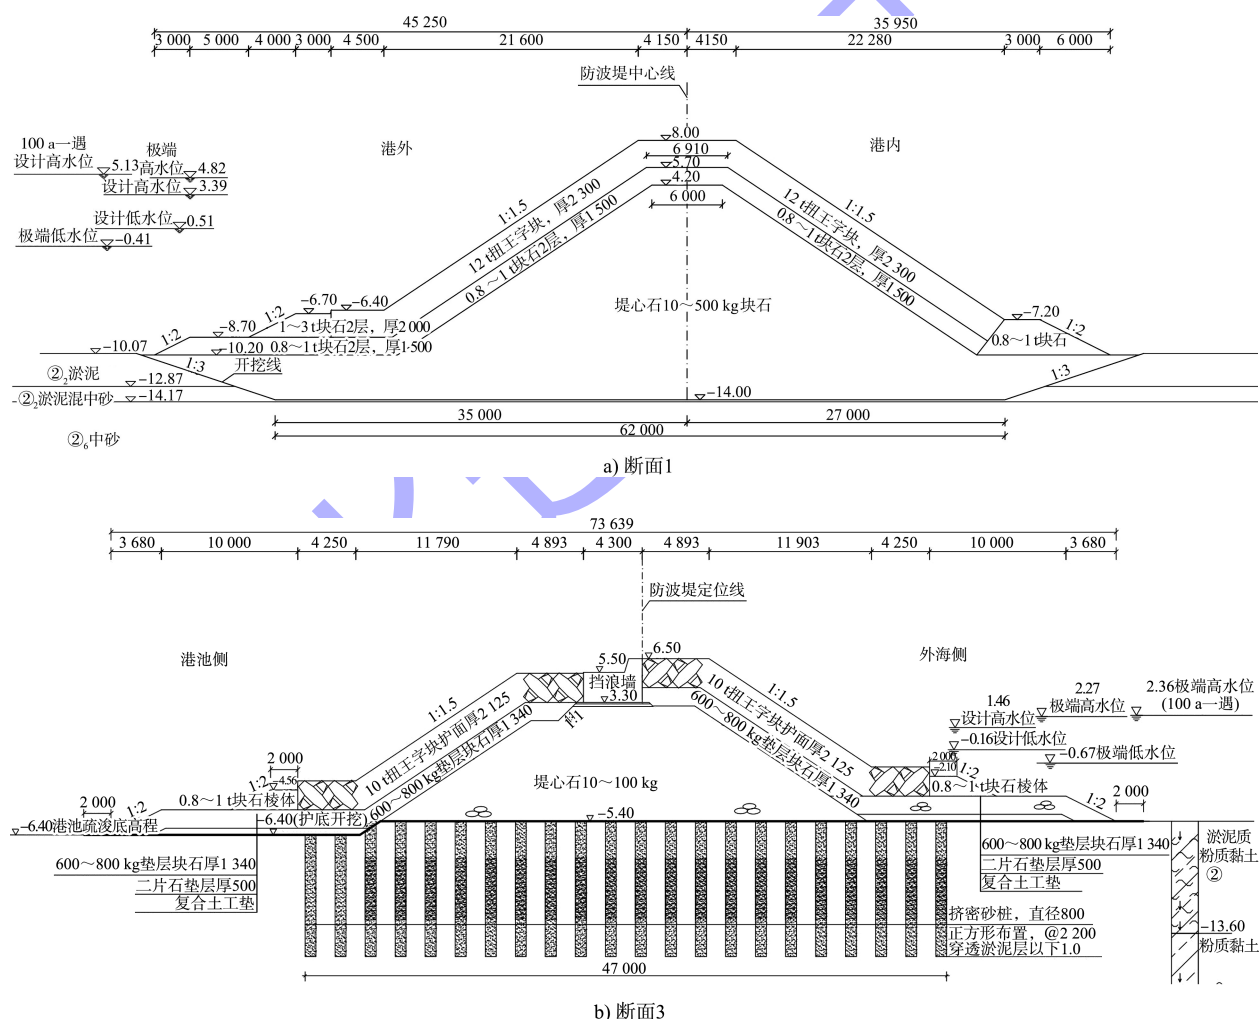 45 250
35 950
3 000
5 000
4 000
3 000
4 500
21 600
4 150
4150
22 280
3 000
6 000
防波堤中心线
100 a一遇
设计高水位
5.13
极端
高水位
4.82
设计高水位
3.39
设计低水位
0.51
极端低水位
-0.41
港外
港内
8.00
6 910
5.70
4.20
6 000
1:1.5
12 t扭王字块，厚2 300
0.8～1 t块石2层，厚1 500
1:1.5
12 t扭王字块，厚2 300
0.8～1 t块石2层，厚1 500
堤心石10～500 kg块石
-6.70
-6.40
1:2
1～3 t块石2层，厚2 000
-8.70
1:2
-10.20
0.8～1 t块石2层，厚1 500
-10.07
1:3
开挖线
②₂淤泥
-12.87
②₂淤泥混中砂
-14.17
②₆中砂
-7.20
1:2
0.8～1 t块石
1:3
-14.00
35 000
27 000
62 000
a) 断面1
73 639
3 680
10 000
4 250
11 790
4 893
4 300
4 893
11 903
4 250
10 000
3 680
防波堤定位线
港池侧
外海侧
5.50
6.50
挡浪墙
3.30
1:1
1:1.5
10 t扭王字块护面厚2 125
600～800 kg垫层块石厚1 340
1:1.5
10 t扭王字块护面厚2 125
600～800 kg垫层块石厚1 340
1.46
设计高水位
2.27
极端高水位
2.36极端高水位
(100 a一遇)
-0.16设计低水位
-0.67极端低水位
2 000
1:2
-4.56
0.8～1 t块石棱体
2 000
1:2
-6.40港池疏浚底高程
-6.40(护底开挖)
堤心石10～100 kg
-5.40
2 000
-2.10
1:2
0.8～1 t块石棱体
1:2
2 000
600～800 kg垫层块石厚1 340
二片石垫层厚500
复合土工垫
600～800 kg垫层块石厚1 340
二片石垫层厚500
复合土工垫
淤泥质
粉质黏土
②
-13.60
粉质黏土
挤密砂桩，直径800
正方形布置，@2 200
穿透淤泥层以下1.0
47 000
b) 断面3